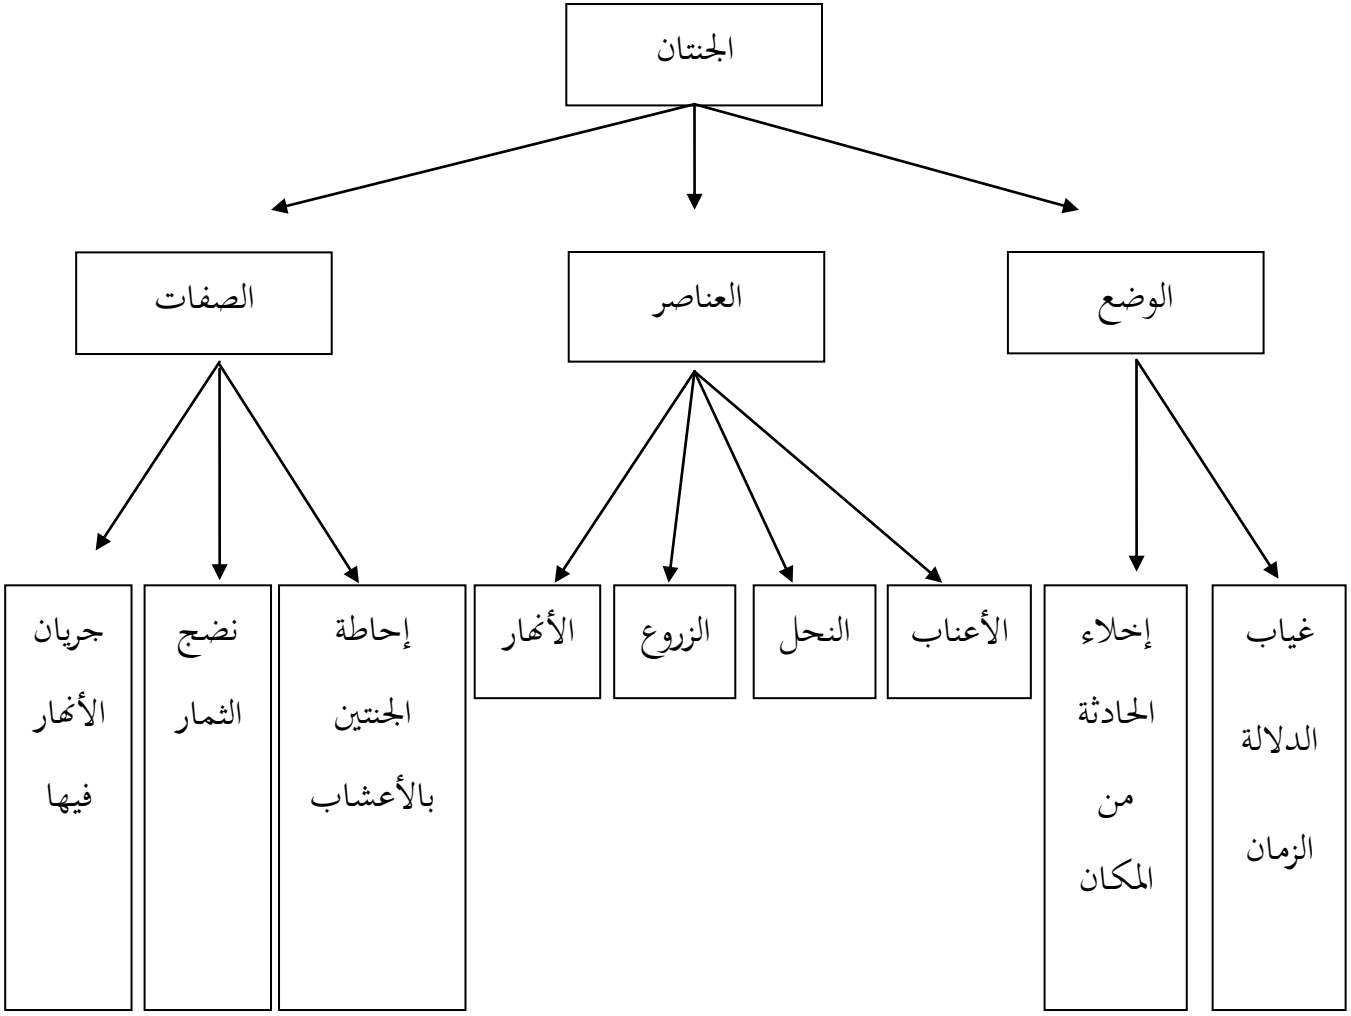 الجنتان
الوضع
العناصر
الصفات
غياب
الدلالة
الزمان
إخلاء
الحادثة
من
المكان
الأعناب
النحل
الزروع
الأنهار
إحاطة
الجنتين
بالأعشاب
نضج
الثمار
جريان
الأنهار
فيها